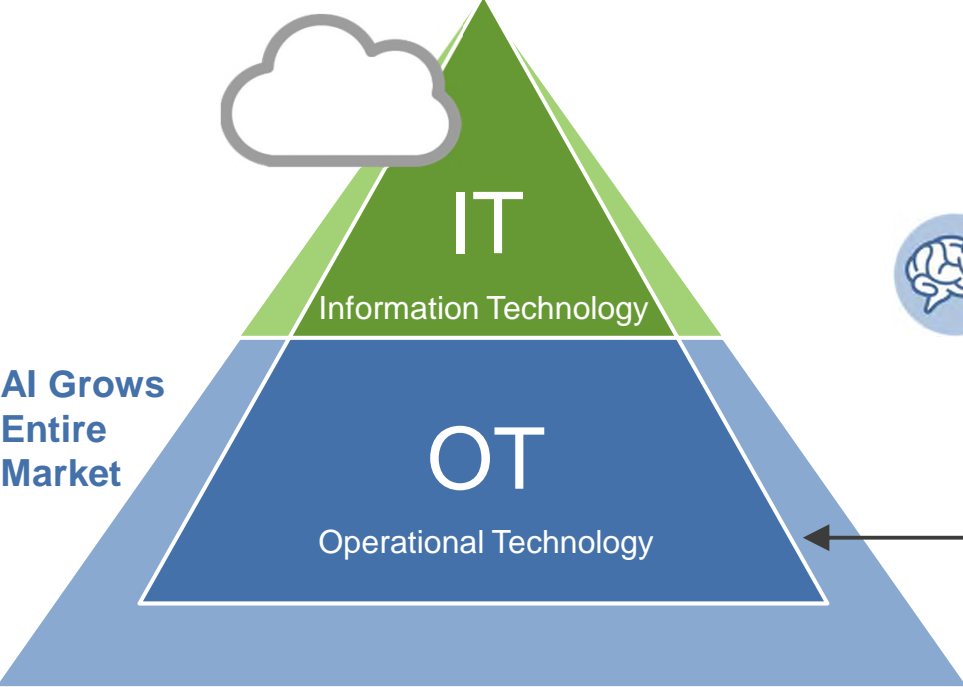 IT
Information Technology
AI Grows
Entire
Market
OT
Operational Technology